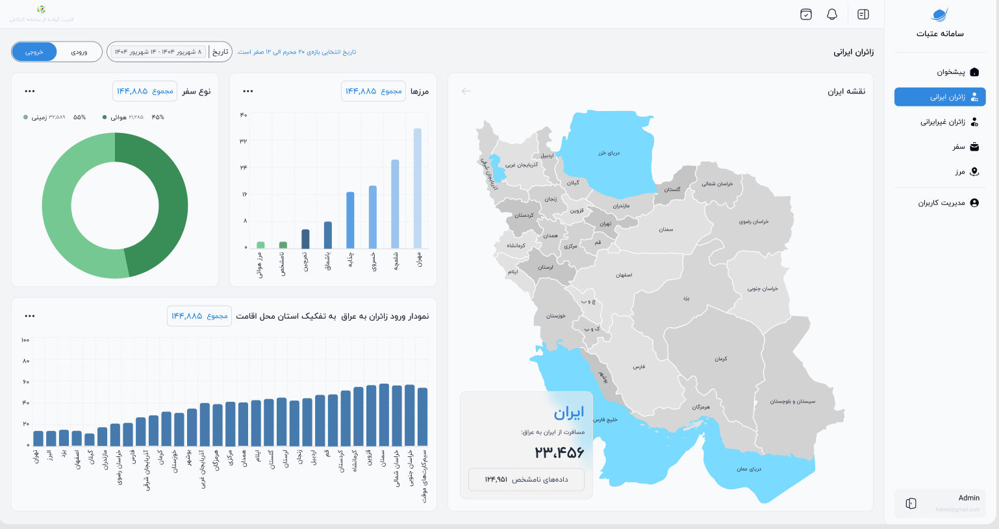 سامانه عتبات
پیشخوان
زائران ایرانی
زائران غیرایرانی
سفر
مرز
مدیریت کاربران
Admin
Admin@gmail.com
قدرت گرفته از سامانه کنکاش
زائران ایرانی
تاریخ انتخابی بازه‌ی ۲۰ محرم الی ۱۲ صفر است.
تاریخ
۸ شهریور ۱۴۰۴ - ۱۴ شهریور ۱۴۰۴
ورودی
خروجی
نقشه ایران
دریای خزر
اردبیل
آذربایجان غربی
آذربایجان شرقی
گیلان
گلستان
خراسان شمالی
زنجان
مازندران
قزوین
کردستان
تهران
خراسان رضوی
سمنان
همدان
قم
مرکزی
کرمانشاه
لرستان
ایلام
اصفهان
خراسان جنوبی
یزد
چ و ب
خوزستان
ک و ب
کرمان
فارس
بوشهر
سیستان و بلوچستان
هرمزگان
خلیج فارس
دریای عمان
ایران
مسافرت از ایران به عراق:
۲۳،۴۵۶
داده‌های نامشخص ۱۲۴,۹۵۱
مرزها
مجموع ۱۴۴,۸۸۵
۴۰
۳۲
۲۴
۱۶
۸
۰
مهران
شلمچه
خسروی
چذابه
باشماق
تمرچین
نامشخص
مرز هوائی
نوع سفر
مجموع ۱۴۴,۸۸۵
۴۵% ۲۱,۲۸۵ هوائی
۵۵% ۳۲,۵۸۹ زمینی
نمودار ورود زائران به عراق به تفکیک استان محل اقامت
مجموع ۱۴۴,۸۸۵
۱۰۰
۸۰
۶۰
۴۰
۲۰
۰
تهران
البرز
یزد
اصفهان
گیلان
مازندران
خراسان رضوی
فارس
آذربایجان شرقی
کرمان
خوزستان
بوشهر
آذربایجان غربی
هرمزگان
مرکزی
همدان
ایلام
گلستان
لرستان
زنجان
اردبیل
قم
کردستان
کرمانشاه
قزوین
سمنان
خراسان شمالی
خراسان جنوبی
سیم‌کارت‌های موقت